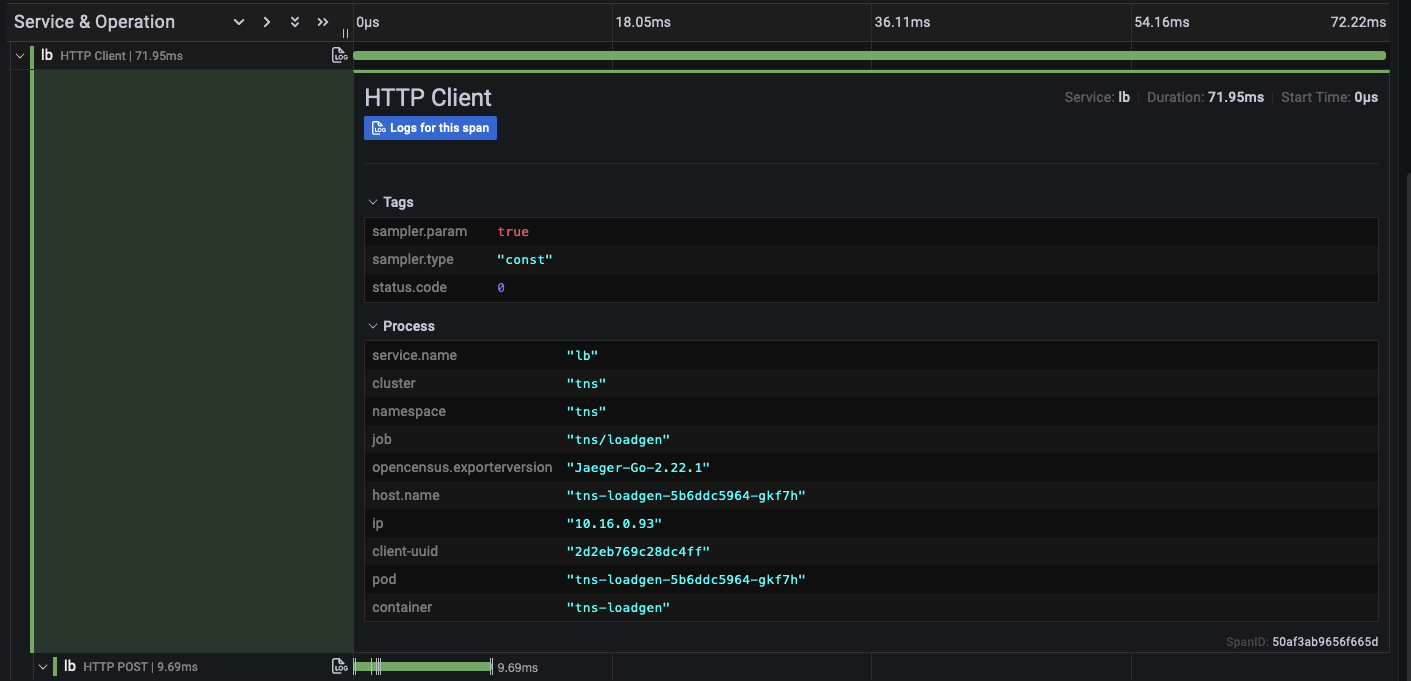 Service & Operation 0µs 18.05ms 36.11ms 54.16ms 72.22ms
lb HTTP Client | 71.95ms LOG
HTTP Client Service: lb Duration: 71.95ms Start Time: 0µs
LOG Logs for this span
Tags
sampler.param true
sampler.type "const"
status.code 0
Process
service.name "lb"
cluster "tns"
namespace "tns"
job "tns/loadgen"
opencensus.exporterversion "Jaeger-Go-2.22.1"
host.name "tns-loadgen-5b6ddc5964-gkf7h"
ip "10.16.0.93"
client-uuid "2d2eb769c28dc4ff"
pod "tns-loadgen-5b6ddc5964-gkf7h"
container "tns-loadgen"
SpanID: 50af3ab9656f665d
lb HTTP POST | 9.69ms LOG 9.69ms